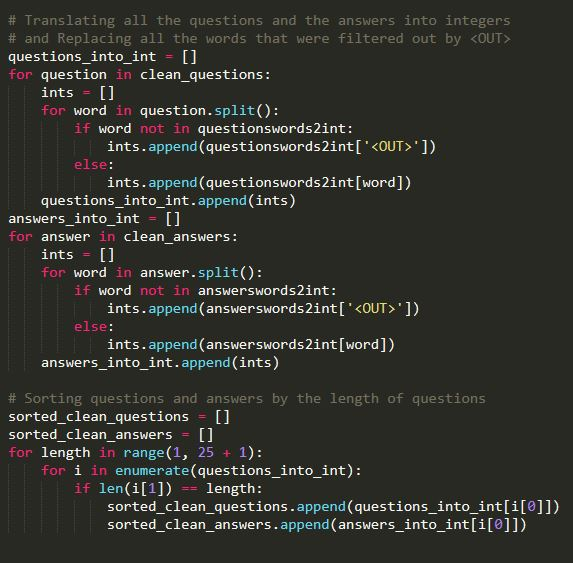 # Translating all the questions and the answers into integers
# and Replacing all the words that were filtered out by <OUT>
questions_into_int = []
for question in clean_questions:
    ints = []
    for word in question.split():
        if word not in questionswords2int:
            ints.append(questionswords2int['<OUT>'])
        else:
            ints.append(questionswords2int[word])
    questions_into_int.append(ints)
answers_into_int = []
for answer in clean_answers:
    ints = []
    for word in answer.split():
        if word not in answerswords2int:
            ints.append(answerswords2int['<OUT>'])
        else:
            ints.append(answerswords2int[word])
    answers_into_int.append(ints)

# Sorting questions and answers by the length of questions
sorted_clean_questions = []
sorted_clean_answers = []
for length in range(1, 25 + 1):
    for i in enumerate(questions_into_int):
        if len(i[1]) == length:
            sorted_clean_questions.append(questions_into_int[i[0]])
            sorted_clean_answers.append(answers_into_int[i[0]])